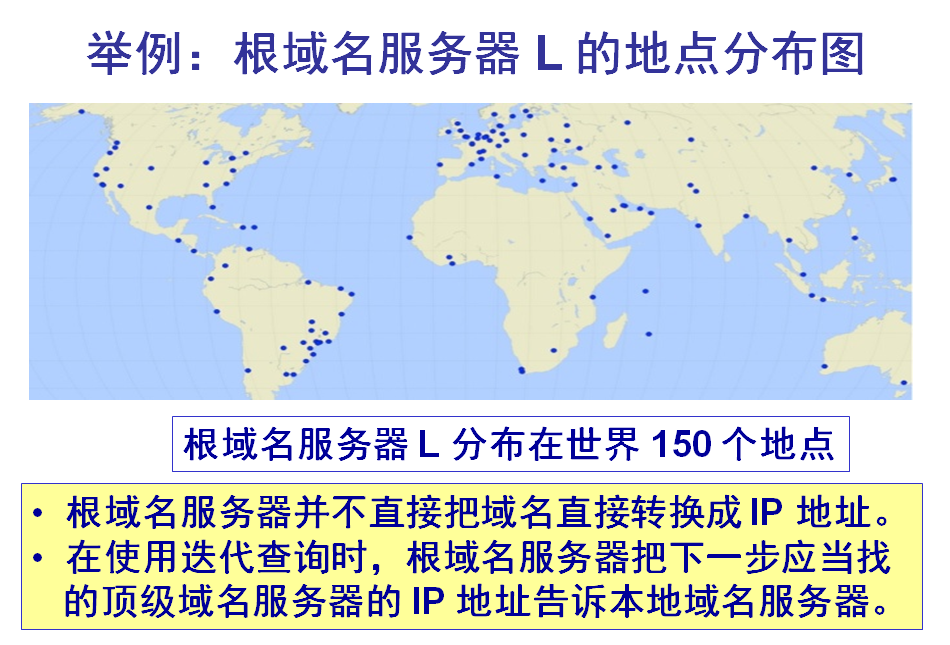 举例：根域名服务器 L 的地点分布图
根域名服务器 L 分布在世界 150 个地点
• 根域名服务器并不直接把域名直接转换成 IP 地址。
• 在使用迭代查询时，根域名服务器把下一步应当找
的顶级域名服务器的 IP 地址告诉本地域名服务器。